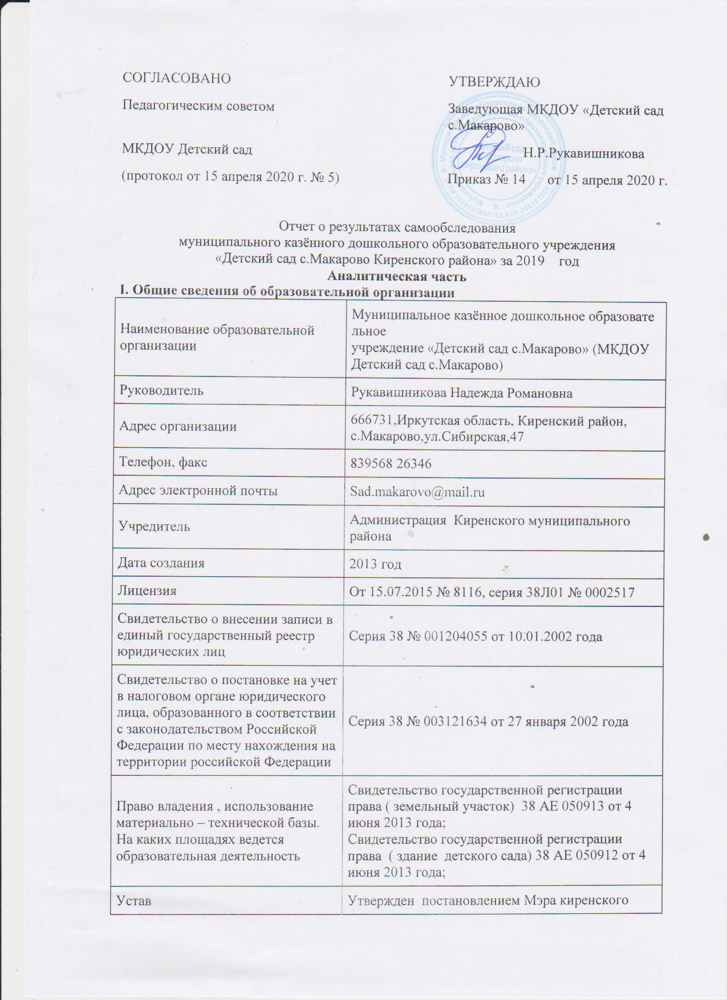 СОГЛАСОВАНО
Педагогическим советом
МКДОУ Детский сад
(протокол от 15 апреля 2020 г. № 5)
УТВЕРЖДАЮ
Заведующая МКДОУ «Детский сад
с.Макарово»
Н.Р.Рукавишникова
Приказ № 14 от 15 апреля 2020 г.
Отчет о результатах самообследования
муниципального казённого дошкольного образовательного учреждения
«Детский сад с.Макарово Киренского района» за 2019 год
Аналитическая часть
I. Общие сведения об образовательной организации
Наименование образовательной
организации
Муниципальное казённое дошкольное образовате
льное
учреждение «Детский сад с.Макарово» (МКДОУ
Детский сад с.Макарово)
Руководитель
Рукавишникова Надежда Романовна
Адрес организации
666731,Иркутская область, Киренский район,
с.Макарово,ул.Сибирская,47
Телефон, факс
839568 26346
Адрес электронной почты
Sad.makarovo@mail.ru
Учредитель
Администрация Киренского муниципального
района
Дата создания
2013 год
Лицензия
От 15.07.2015 № 8116, серия 38Л01 № 0002517
Свидетельство о внесении записи в
единый государственный реестр
юридических лиц
Серия 38 № 001204055 от 10.01.2002 года
Свидетельство о постановке на учет
в налоговом органе юридического
лица, образованного в соответствии
с законодательством Российской
Федерации по месту нахождения на
территории российской Федерации
Серия 38 № 003121634 от 27 января 2002 года
Право владения , использование
материально – технической базы.
На каких площадях ведется
образовательная деятельность
Свидетельство государственной регистрации
права ( земельный участок) 38 АЕ 050913 от 4
июня 2013 года;
Свидетельство государственной регистрации
права ( здание детского сада) 38 АЕ 050912 от 4
июня 2013 года;
Устав
Утвержден постановлением Мэра киренского